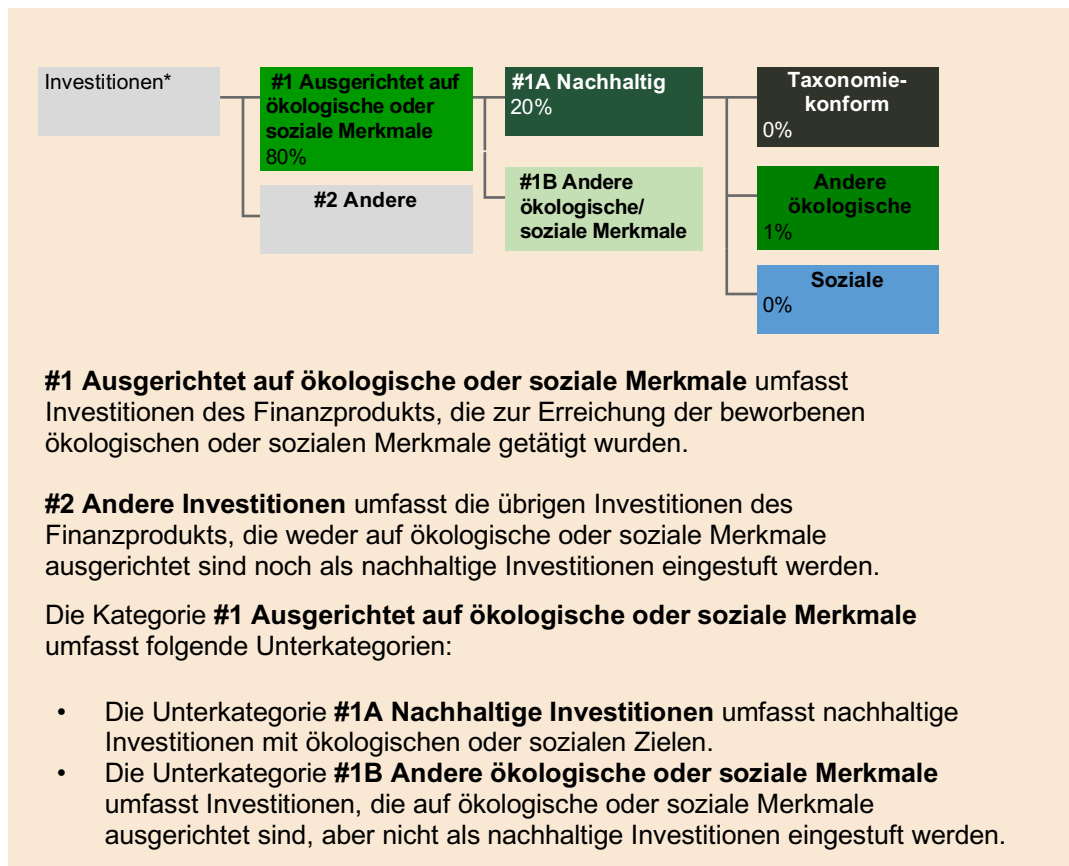 Investitionen*
#1 Ausgerichtet auf
ökologische oder
soziale Merkmale
80%
#2 Andere
#1A Nachhaltig
20%
#1B Andere
ökologische/
soziale Merkmale
Taxonomie-
konform
0%
Andere
ökologische
1%
Soziale
0%
#1 Ausgerichtet auf ökologische oder soziale Merkmale umfasst
Investitionen des Finanzprodukts, die zur Erreichung der beworbenen
ökologischen oder sozialen Merkmale getätigt wurden.
#2 Andere Investitionen umfasst die übrigen Investitionen des
Finanzprodukts, die weder auf ökologische oder soziale Merkmale
ausgerichtet sind noch als nachhaltige Investitionen eingestuft werden.
Die Kategorie #1 Ausgerichtet auf ökologische oder soziale Merkmale
umfasst folgende Unterkategorien:
• Die Unterkategorie #1A Nachhaltige Investitionen umfasst nachhaltige
Investitionen mit ökologischen oder sozialen Zielen.
• Die Unterkategorie #1B Andere ökologische oder soziale Merkmale
umfasst Investitionen, die auf ökologische oder soziale Merkmale
ausgerichtet sind, aber nicht als nachhaltige Investitionen eingestuft werden.